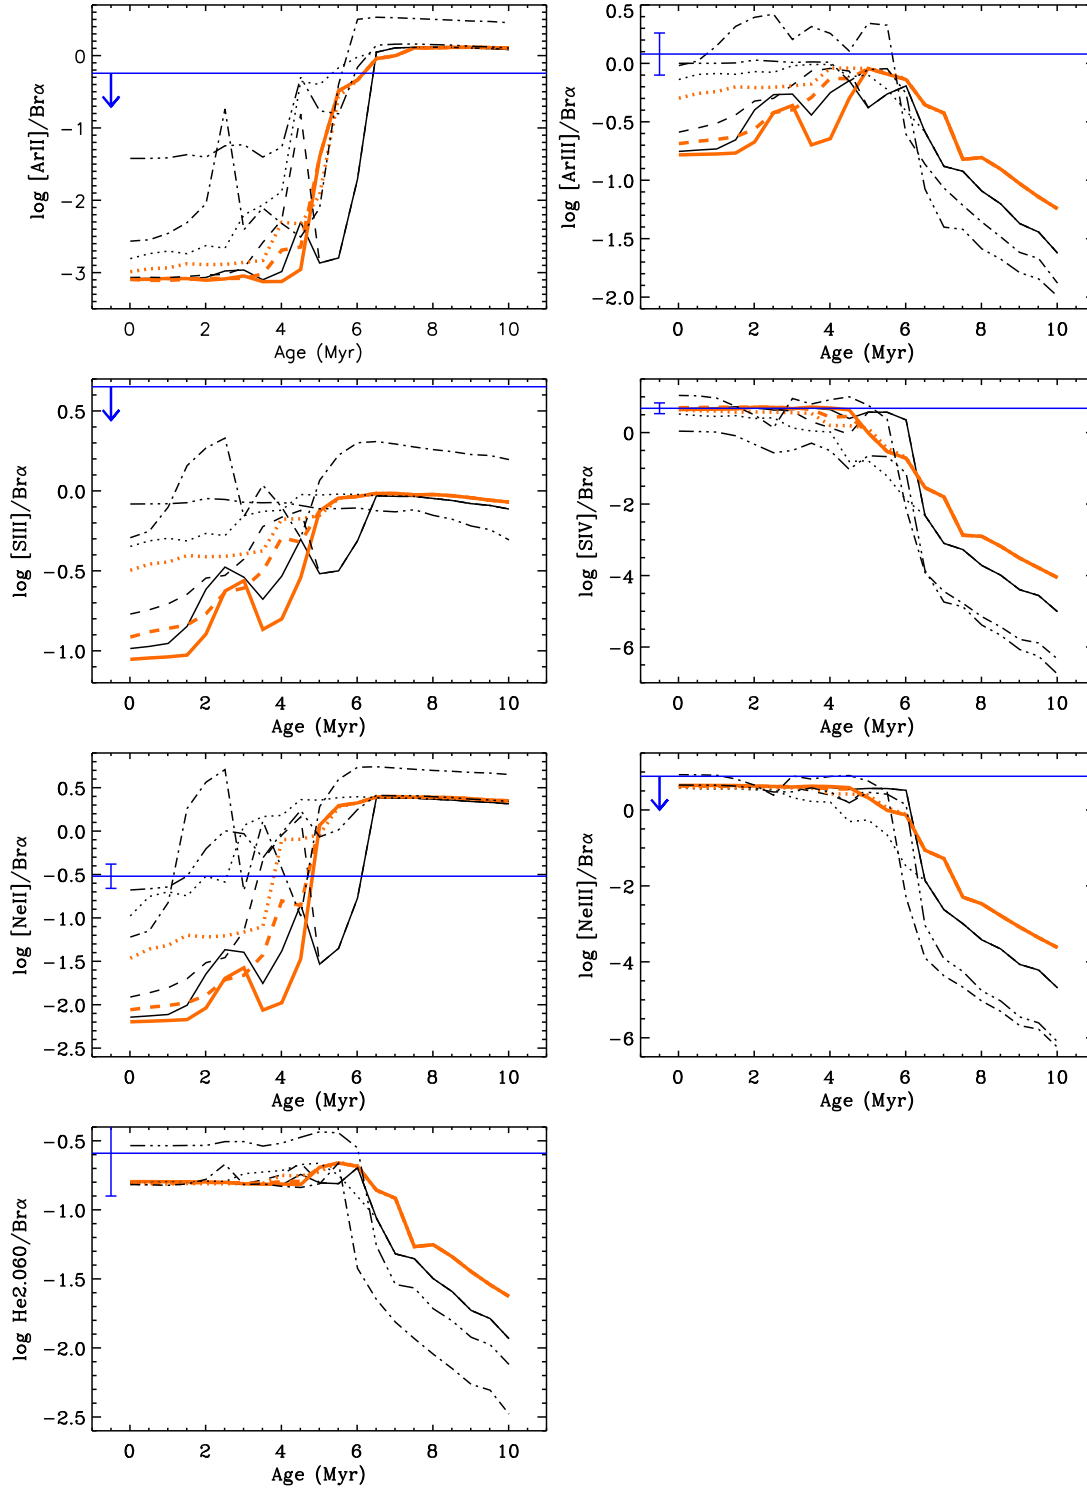 log [ArII]/Brα
0
−1
−2
−3
0 2 4 6 8 10
Age (Myr)
log [ArIII]/Brα
0.5
0.0
−0.5
−1.0
−1.5
−2.0
0 2 4 6 8 10
Age (Myr)
log [SIII]/Brα
0.5
0.0
−0.5
−1.0
0 2 4 6 8 10
Age (Myr)
log [SIV]/Brα
0
−2
−4
−6
0 2 4 6 8 10
Age (Myr)
log [NeII]/Brα
0.5
0.0
−0.5
−1.0
−1.5
−2.0
−2.5
0 2 4 6 8 10
Age (Myr)
log [NeIII]/Brα
0
−2
−4
−6
0 2 4 6 8 10
Age (Myr)
log He2.060/Brα
−0.5
−1.0
−1.5
−2.0
−2.5
0 2 4 6 8 10
Age (Myr)